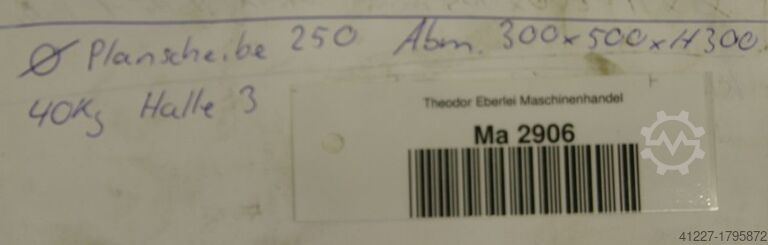 Ø Planscheibe 250 Abm. 300x500xH300
40Kg Halle 3
Theodor Eberlei Maschinenhandel
Ma 2906
41227-1795872